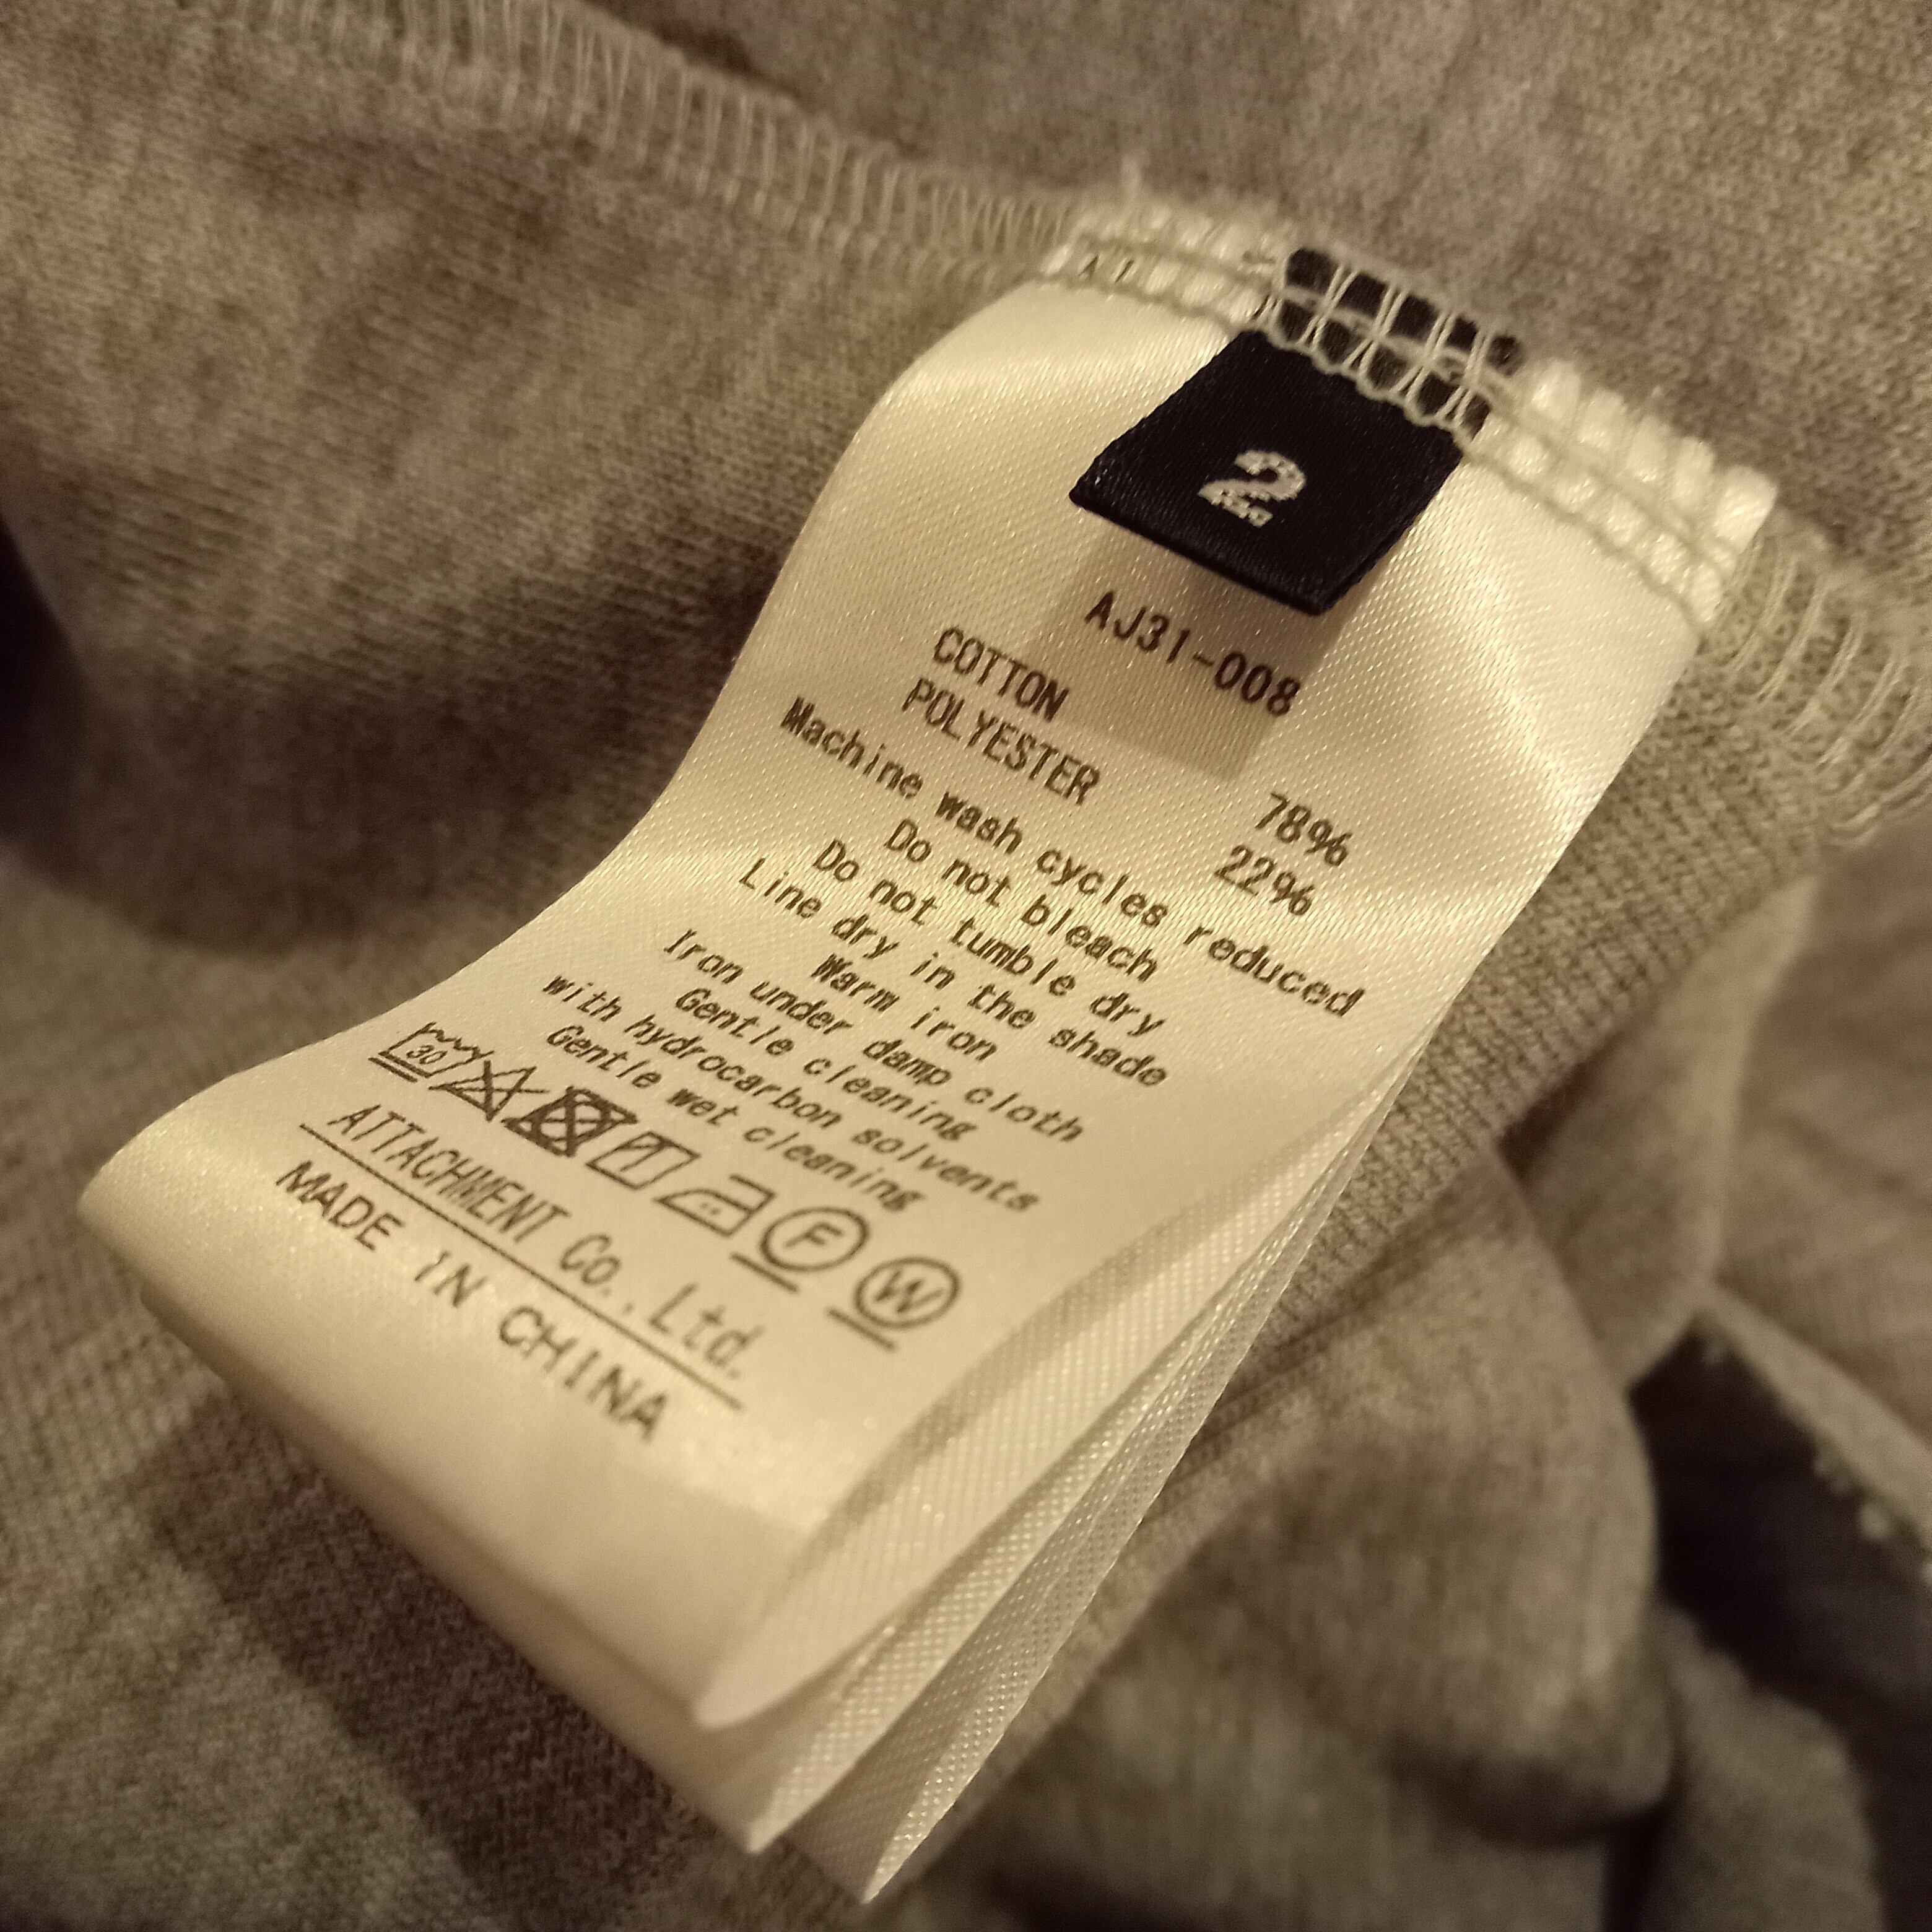 2
AJ31-008
COTTON 78%
POLYESTER 22%
Machine wash cycles reduced
Do not bleach
Do not tumble dry
Line dry in the shade
Warm iron
Iron under damp cloth
Gentle cleaning
with hydrocarbon solvents
Gentle wet cleaning
30 F W
ATTACHMENT Co., Ltd.
MADE IN CHINA